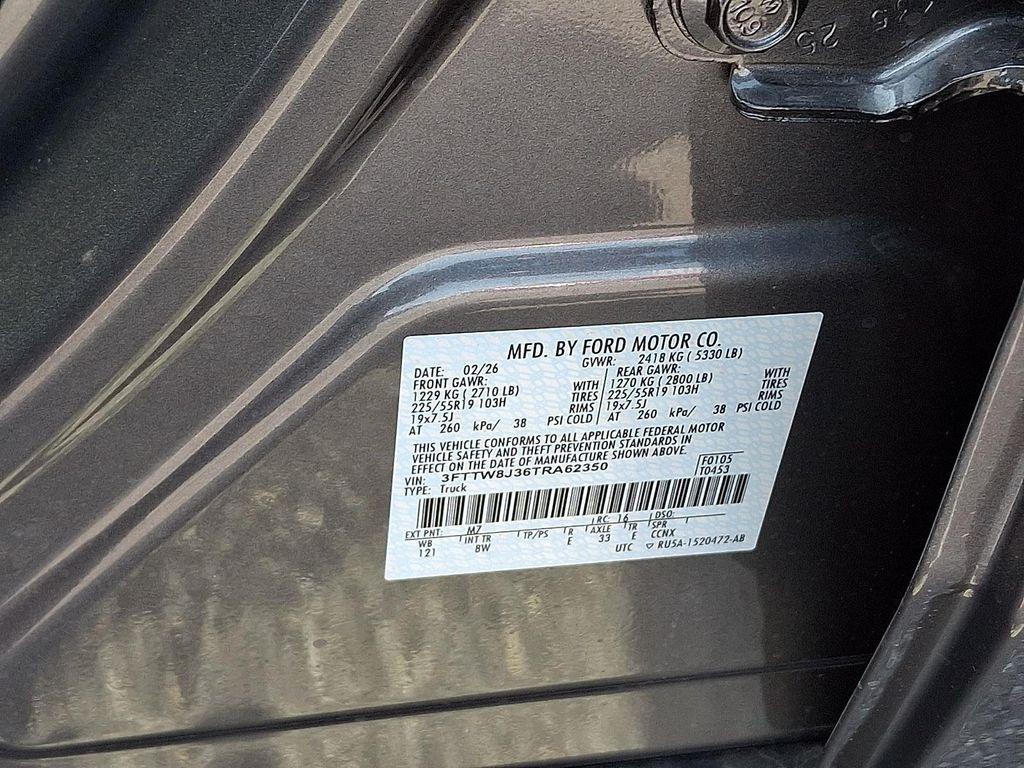 MFD. BY FORD MOTOR CO.
DATE: 02/26 GVWR: 2418 KG ( 5330 LB)
FRONT GAWR: REAR GAWR:
1229 KG ( 2710 LB) WITH 1270 KG ( 2800 LB) WITH
225/55R19 103H TIRES 225/55R19 103H TIRES
19x7.5J RIMS 19x7.5J RIMS
AT 260 kPa/ 38 PSI COLD AT 260 kPa/ 38 PSI COLD
THIS VEHICLE CONFORMS TO ALL APPLICABLE FEDERAL MOTOR
VEHICLE SAFETY AND THEFT PREVENTION STANDARDS IN
EFFECT ON THE DATE OF MANUFACTURE SHOWN ABOVE.
VIN: 3FTTW8J36TRA62350 F0105
TYPE: Truck T0453
EXT PNT: M7 RC: 16 DSO:
WB INT TR TP/PS R AXLE TR SPR
121 8W E 33 E CCNX
UTC ▽ RU5A-1520472-AB
25